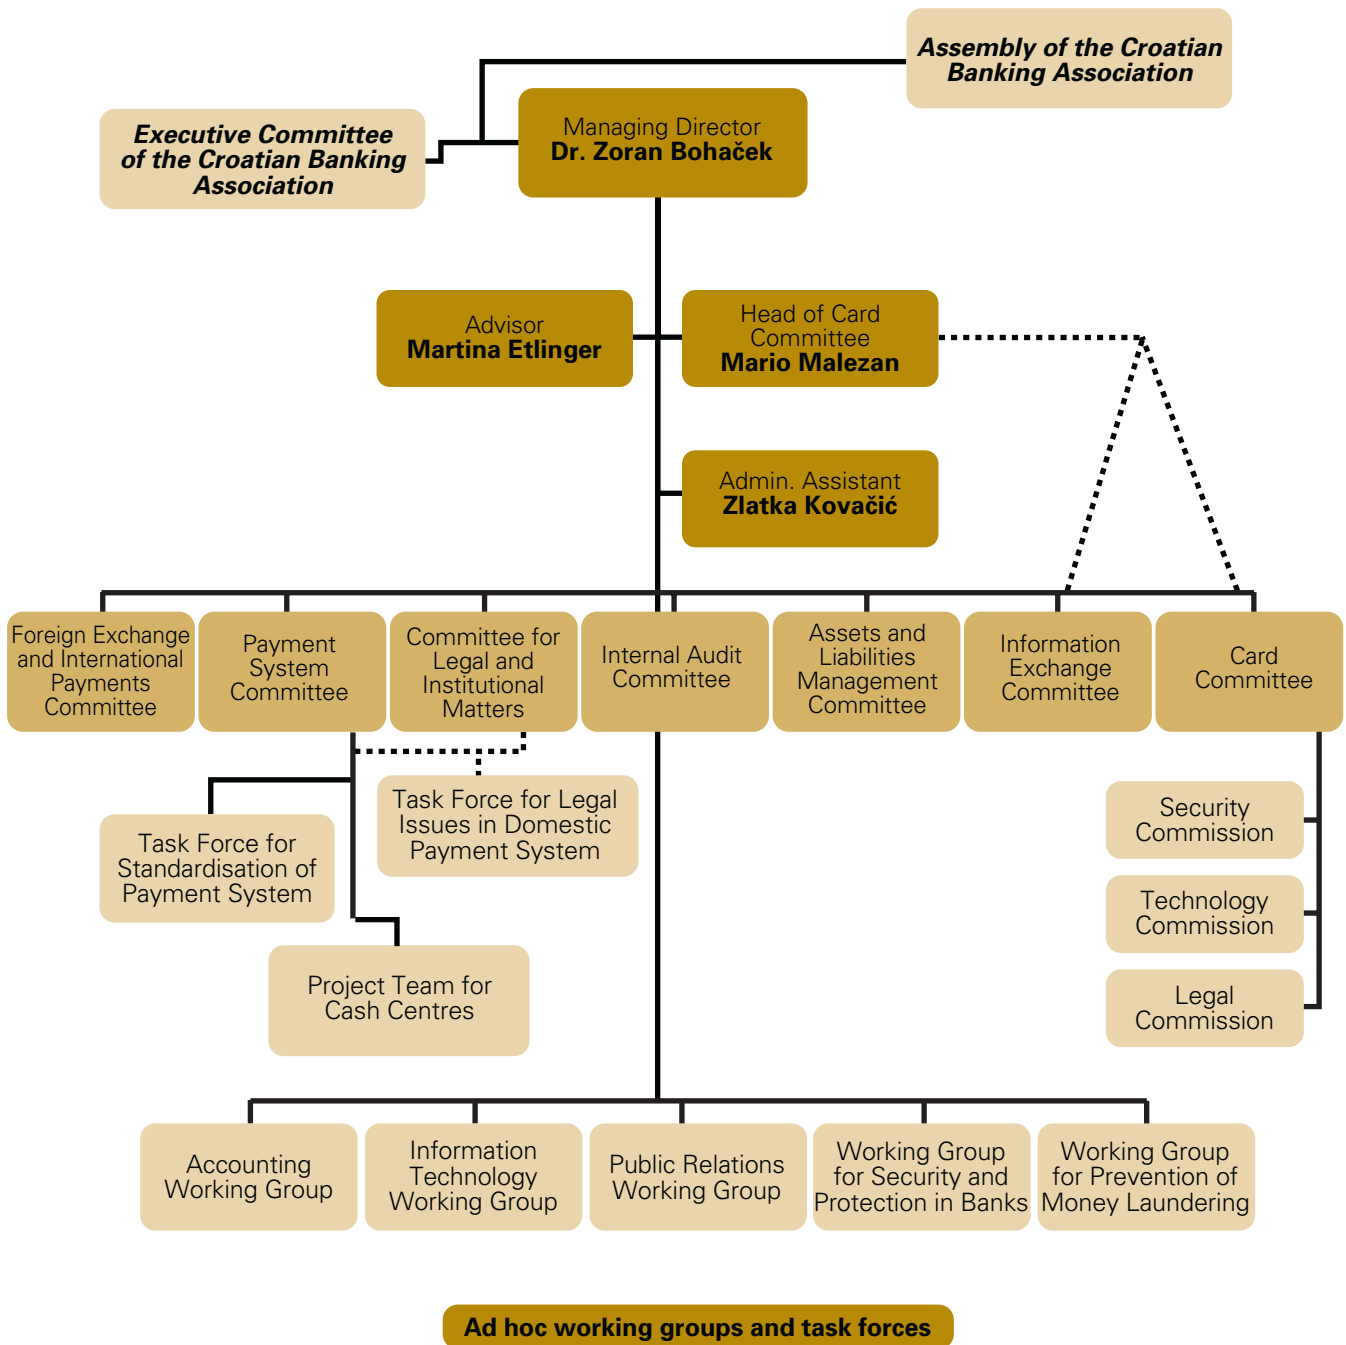 Assembly of the Croatian
Banking Association
Executive Committee
of the Croatian Banking
Association
Managing Director
Dr. Zoran Bohaček
Advisor
Martina Etlinger
Head of Card
Committee
Mario Malezan
Admin. Assistant
Zlatka Kovačić
Foreign Exchange
and International
Payments
Committee
Payment
System
Committee
Committee for
Legal and
Institutional
Matters
Internal Audit
Committee
Assets and
Liabilities
Management
Committee
Information
Exchange
Committee
Card
Committee
Task Force for
Standardisation of
Payment System
Task Force for Legal
Issues in Domestic
Payment System
Project Team for
Cash Centres
Security
Commission
Technology
Commission
Legal
Commission
Accounting
Working Group
Information
Technology
Working Group
Public Relations
Working Group
Working Group
for Security and
Protection in Banks
Working Group
for Prevention of
Money Laundering
Ad hoc working groups and task forces